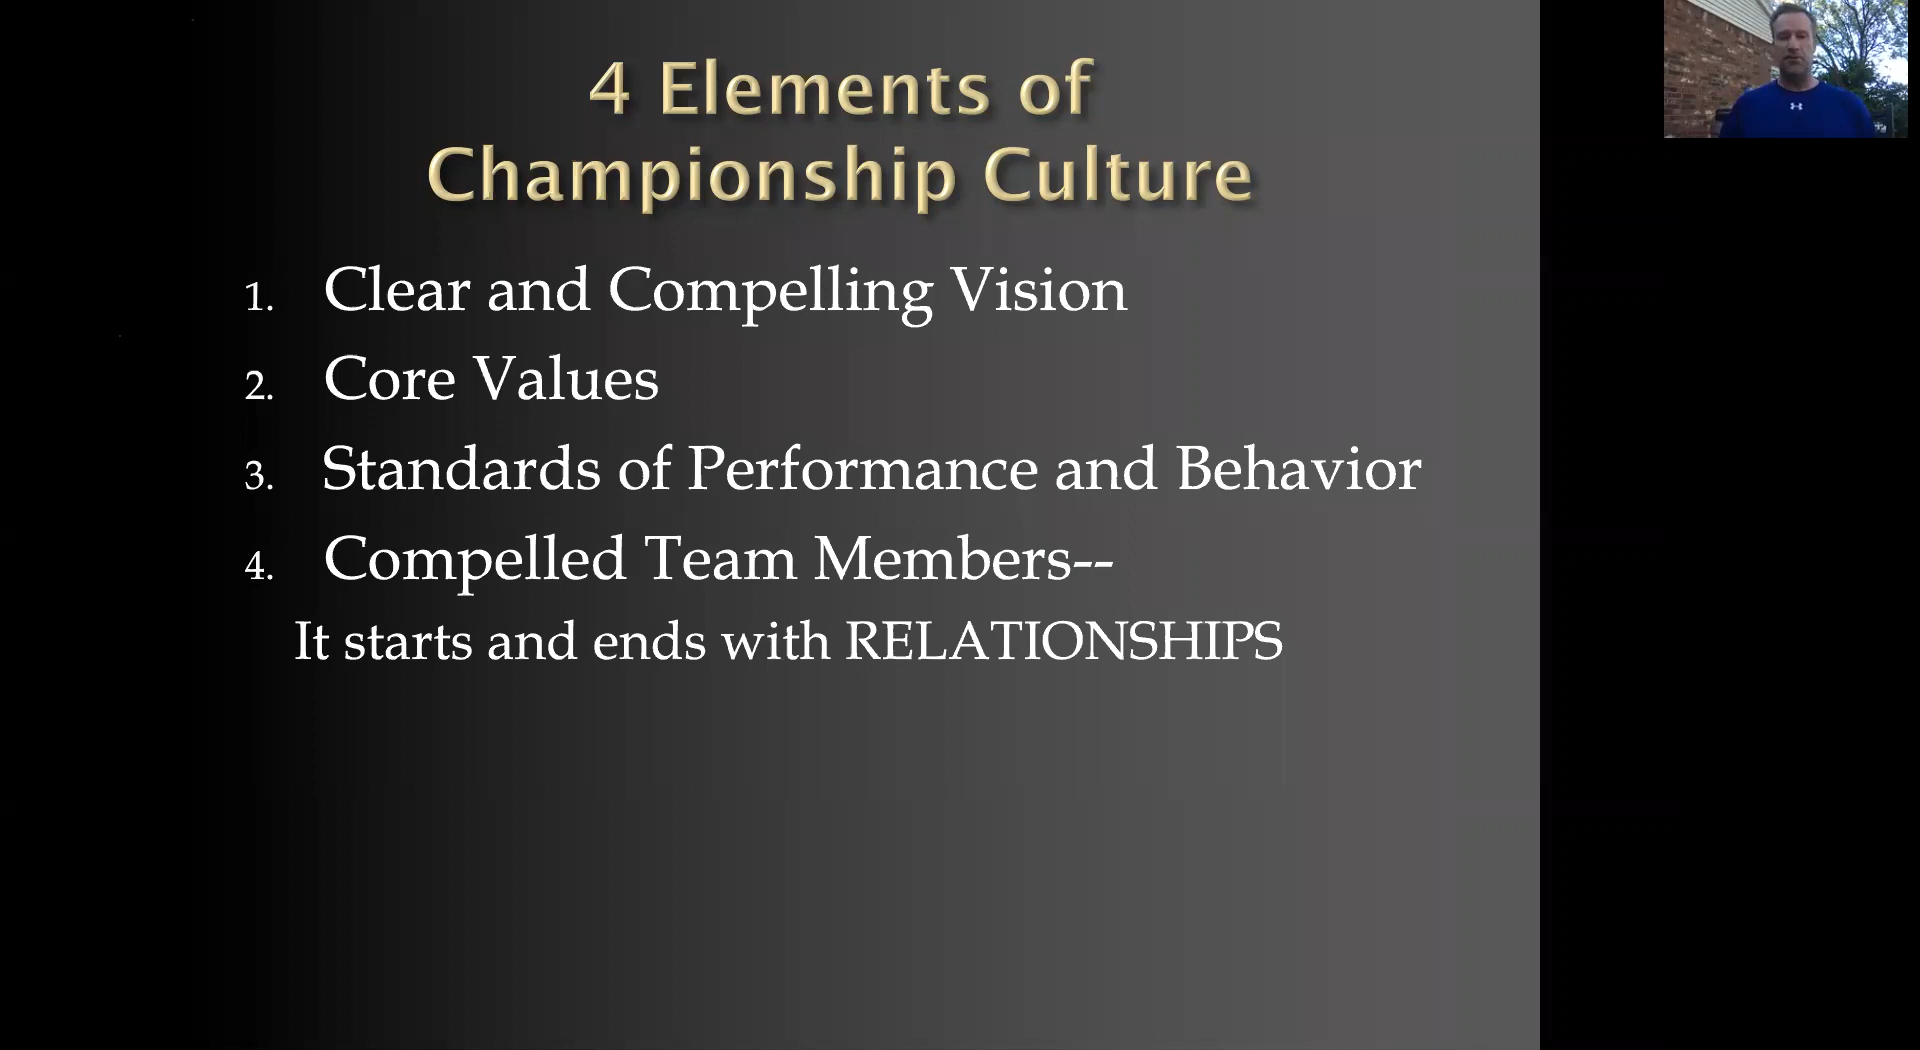 4 Elements of
Championship Culture
1. Clear and Compelling Vision
2. Core Values
3. Standards of Performance and Behavior
4. Compelled Team Members--
It starts and ends with RELATIONSHIPS